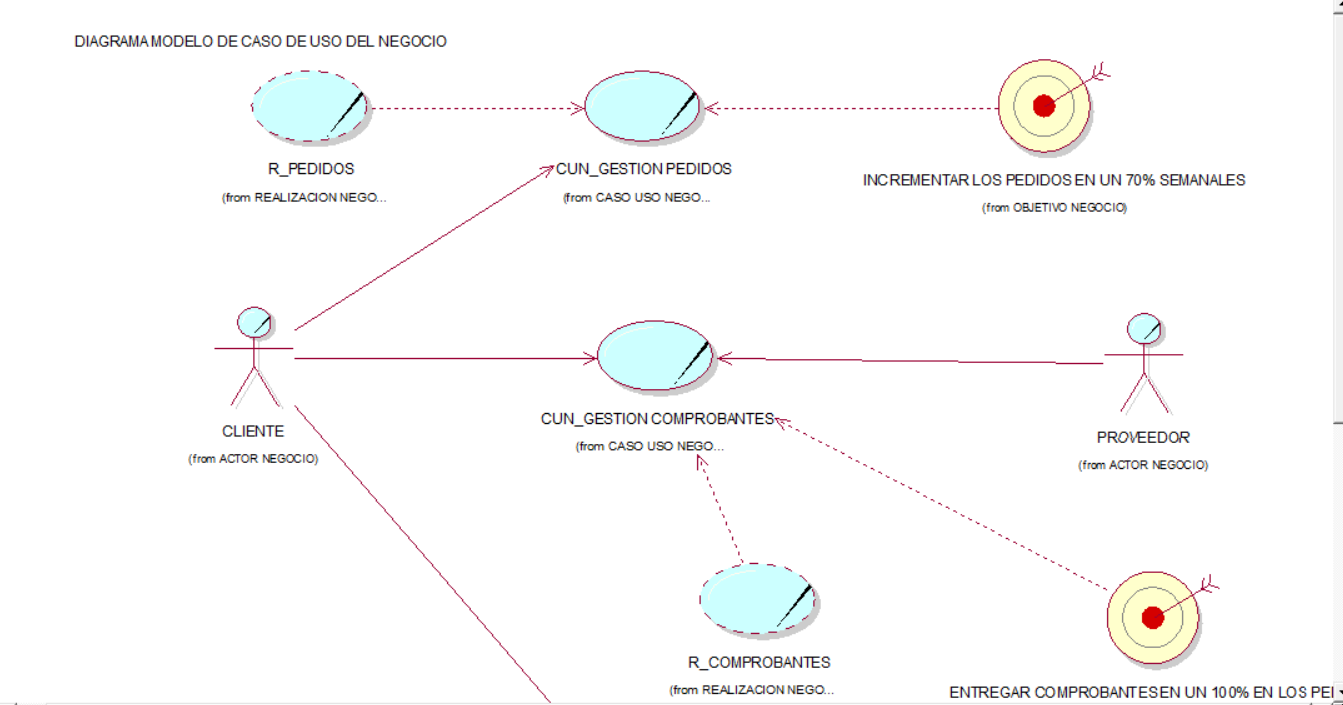 DIAGRAMA MODELO DE CASO DE USO DEL NEGOCIO
R_PEDIDOS
(from REALIZACION NEGO...
CUN_GESTION PEDIDOS
(from CASO USO NEGO...
INCREMENTAR LOS PEDIDOS EN UN 70% SEMANALES
(from OBJETIVO NEGOCIO)
CLIENTE
(from ACTOR NEGOCIO)
CUN_GESTION COMPROBANTES
(from CASO USO NEGO...
PROVEEDOR
(from ACTOR NEGOCIO)
R_COMPROBANTES
(from REALIZACION NEGO...
ENTREGAR COMPROBANTES EN UN 100% EN LOS